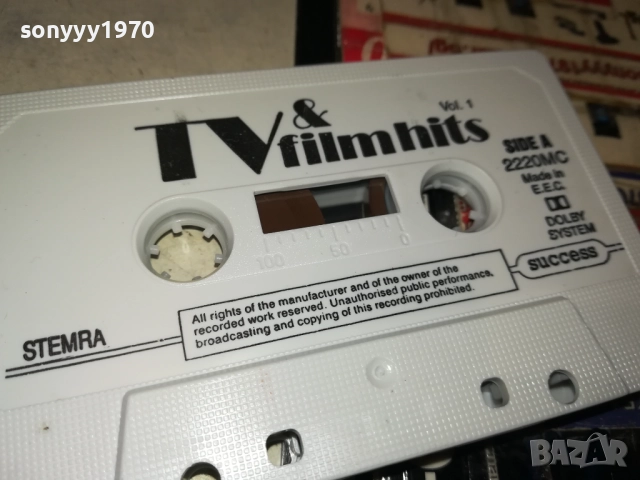 sonyyy1970
TV & filmhits
Vol. 1
SIDE A
2220MC
Made in
E.E.C.
DOLBY
SYSTEM
100 50 0
success
All rights of the manufacturer and of the owner of the
recorded work reserved. Unauthorised public performance,
broadcasting and copying of this recording prohibited.
STEMRA
BAZAR